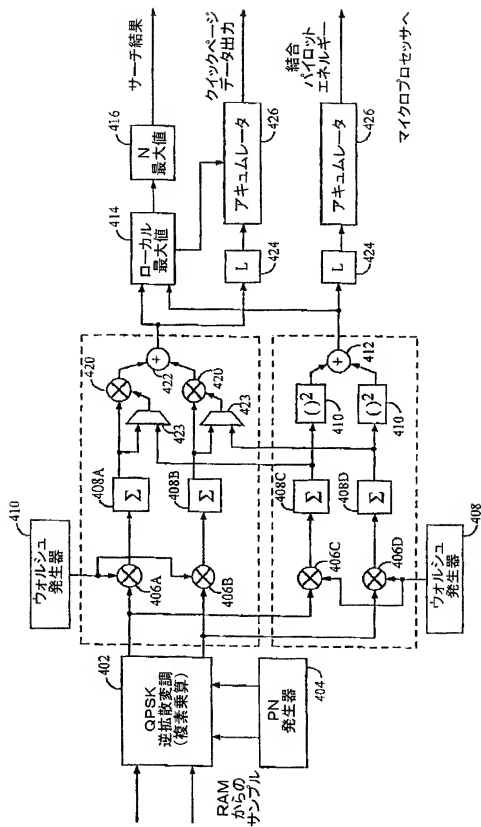 RAM
からの
サンプル
402
QPSK
逆拡散変調
(複素乗算)
PN
発生器
404
410
ウォルシュ
発生器
406A
406B
406C
406D
ウォルシュ
発生器
408
408A
Σ
408B
Σ
408C
Σ
408D
Σ
420
420
423
423
+
422
( )²
410
( )²
410
+
412
414
ローカル
最大値
416
N
最大値
サーチ結果
L
424
アキュムレータ
426
クイックページ
データ出力
L
424
アキュムレータ
426
結合
パイロット
エネルギー
マイクロプロセッサへ